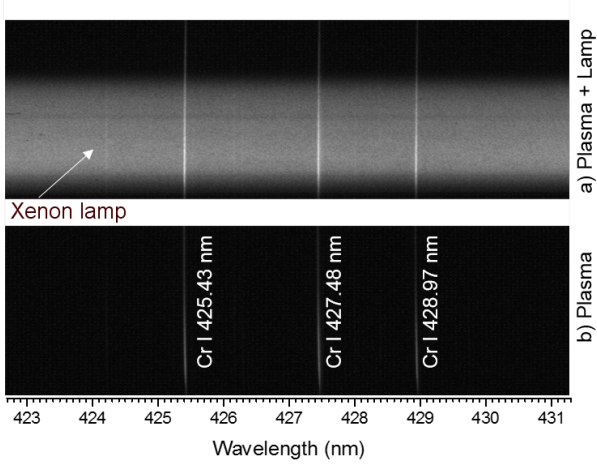 a) Plasma + Lamp
Xenon lamp
Cr I 425.43 nm
Cr I 427.48 nm
Cr I 428.97 nm
b) Plasma
423 424 425 426 427 428 429 430 431
Wavelength (nm)